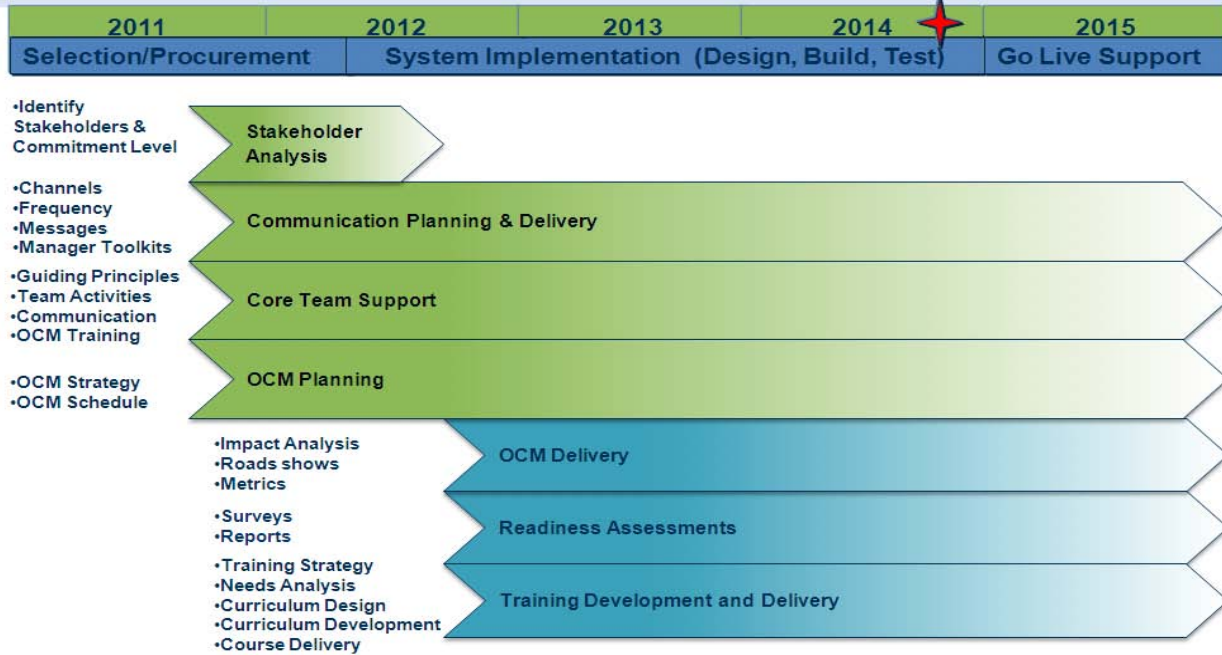 2011 2012 2013 2014 2015
Selection/Procurement System Implementation (Design, Build, Test) Go Live Support
•Identify
Stakeholders &
Commitment Level
Stakeholder
Analysis
•Channels
•Frequency
•Messages
•Manager Toolkits
Communication Planning & Delivery
•Guiding Principles
•Team Activities
•Communication
•OCM Training
Core Team Support
•OCM Strategy
•OCM Schedule
OCM Planning
•Impact Analysis
•Roads shows
•Metrics
OCM Delivery
•Surveys
•Reports
Readiness Assessments
•Training Strategy
•Needs Analysis
•Curriculum Design
•Curriculum Development
•Course Delivery
Training Development and Delivery